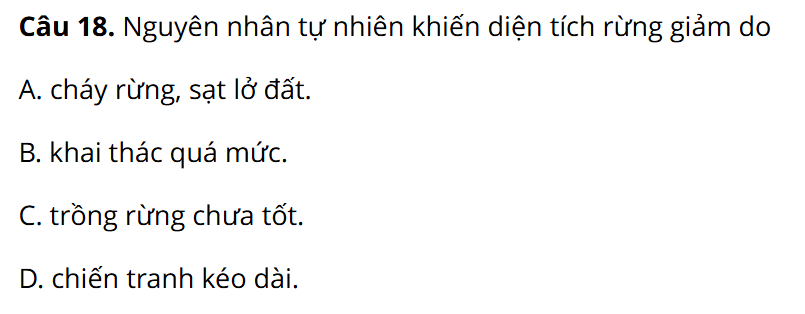 Câu 18. Nguyên nhân tự nhiên khiến diện tích rừng giảm do
A. cháy rừng, sạt lở đất.
B. khai thác quá mức.
C. trồng rừng chưa tốt.
D. chiến tranh kéo dài.